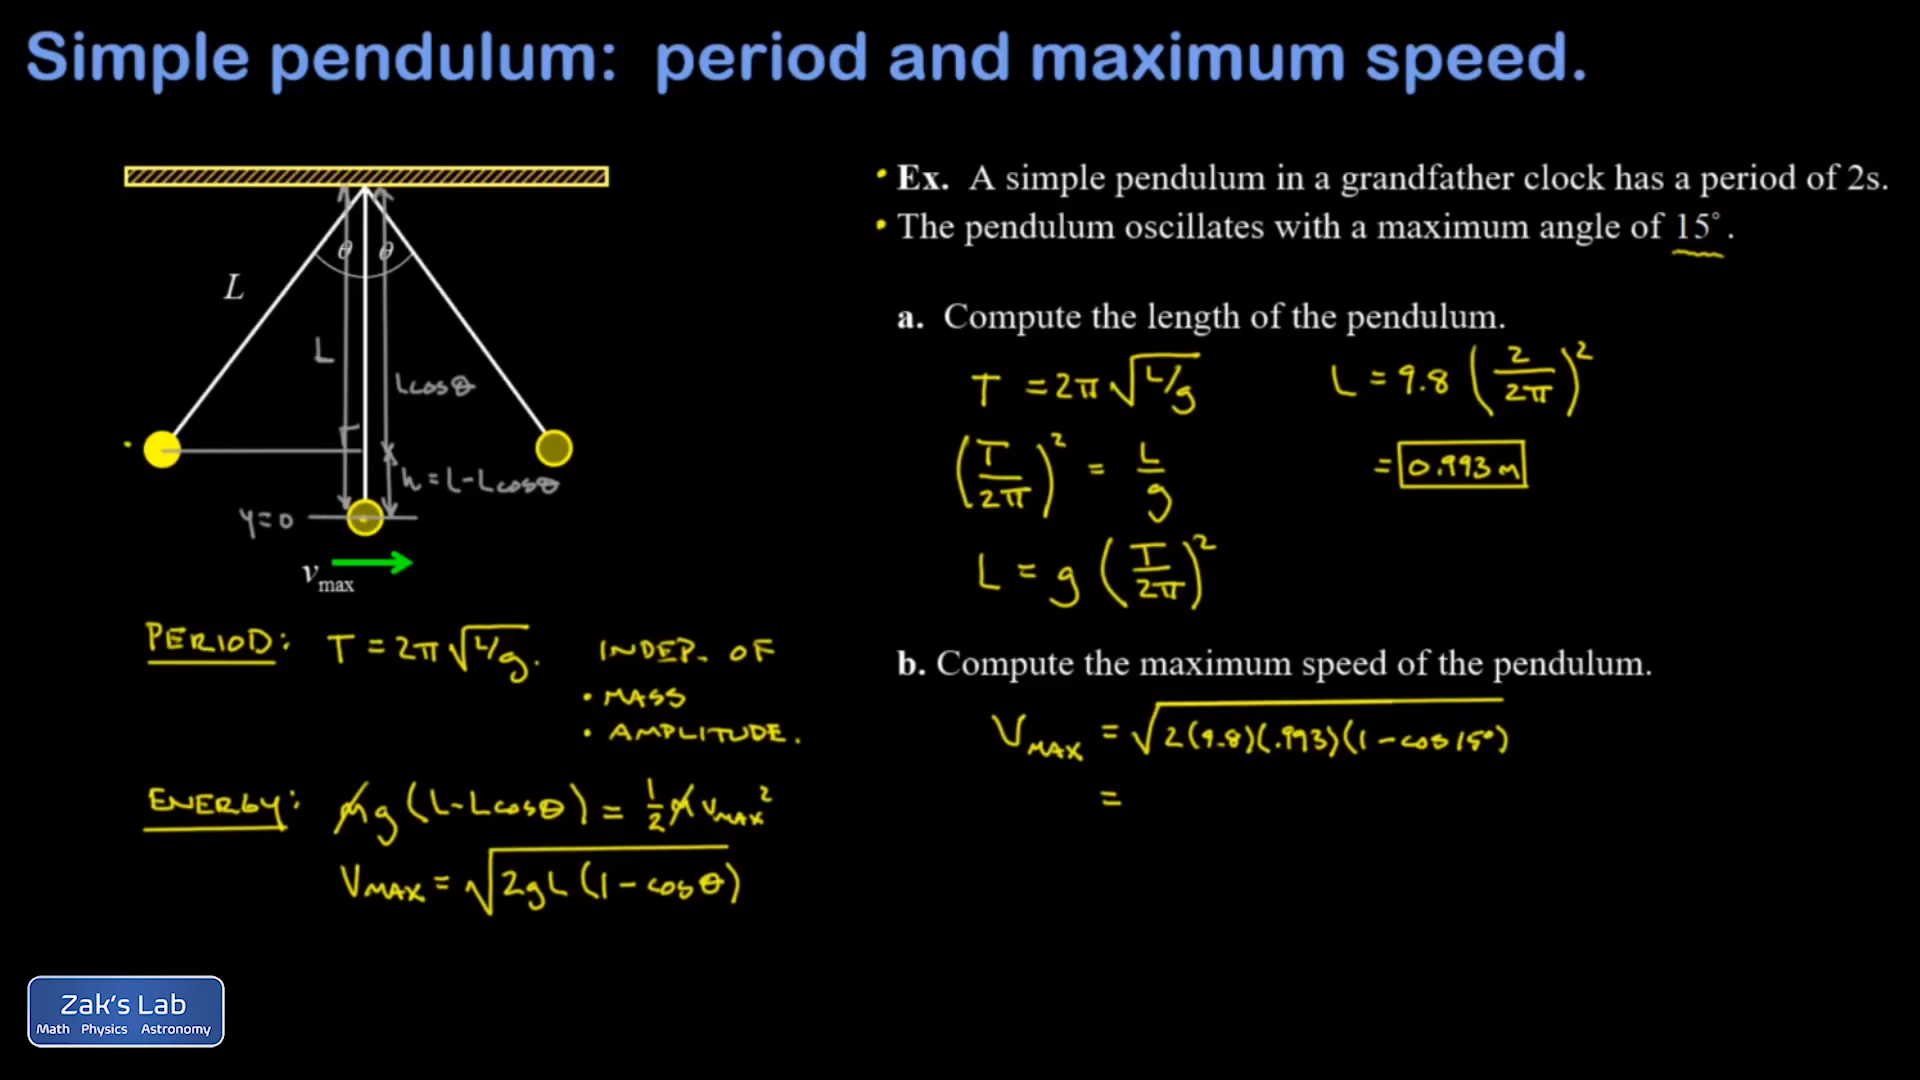 Simple pendulum: period and maximum speed.
θ θ
L
L
Lcosθ
h = L - Lcosθ
y = 0
vmax
PERIOD: T = 2π√(L/g). INDEP. OF
• MASS
• AMPLITUDE.
ENERGY: mg(L - Lcosθ) = 1/2 m vMAX²
VMAX = √(2gL(1 - cosθ))
• Ex. A simple pendulum in a grandfather clock has a period of 2s.
• The pendulum oscillates with a maximum angle of 15°.
a. Compute the length of the pendulum.
T = 2π√(L/g)
(T/2π)² = L/g
L = g(T/2π)²
L = 9.8(2/2π)²
= 0.993m
b. Compute the maximum speed of the pendulum.
VMAX = √(2(9.8)(.993)(1 - cos15°))
=
Zak's Lab
Math Physics Astronomy